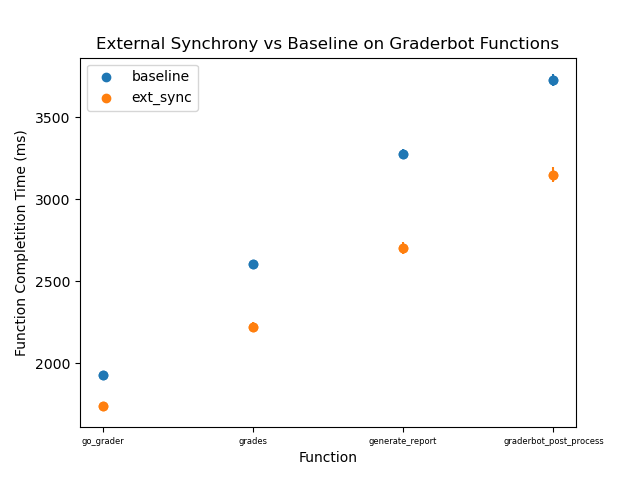 External Synchrony vs Baseline on Graderbot Functions
baseline
ext_sync
Function Completition Time (ms)
3500
3000
2500
2000
go_grader grades generate_report graderbot_post_process
Function